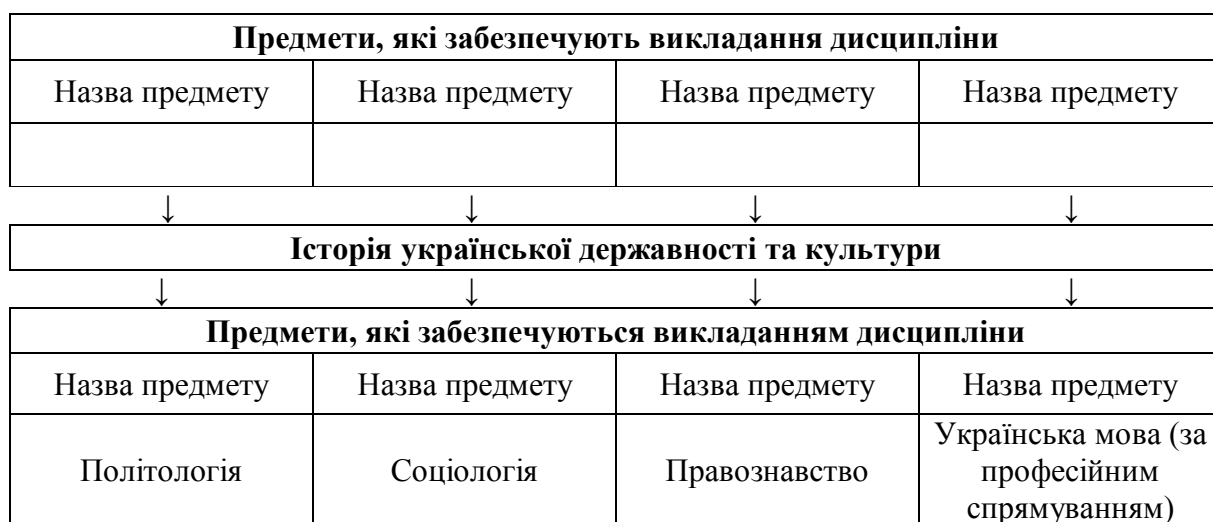 Предмети, які забезпечують викладання дисципліни
Назва предмету Назва предмету Назва предмету Назва предмету
↓ ↓ ↓ ↓
Історія української державності та культури
↓ ↓ ↓ ↓
Предмети, які забезпечуються викладанням дисципліни
Назва предмету Назва предмету Назва предмету Назва предмету
Політологія Соціологія Правознавство Українська мова (за
професійним
спрямуванням)